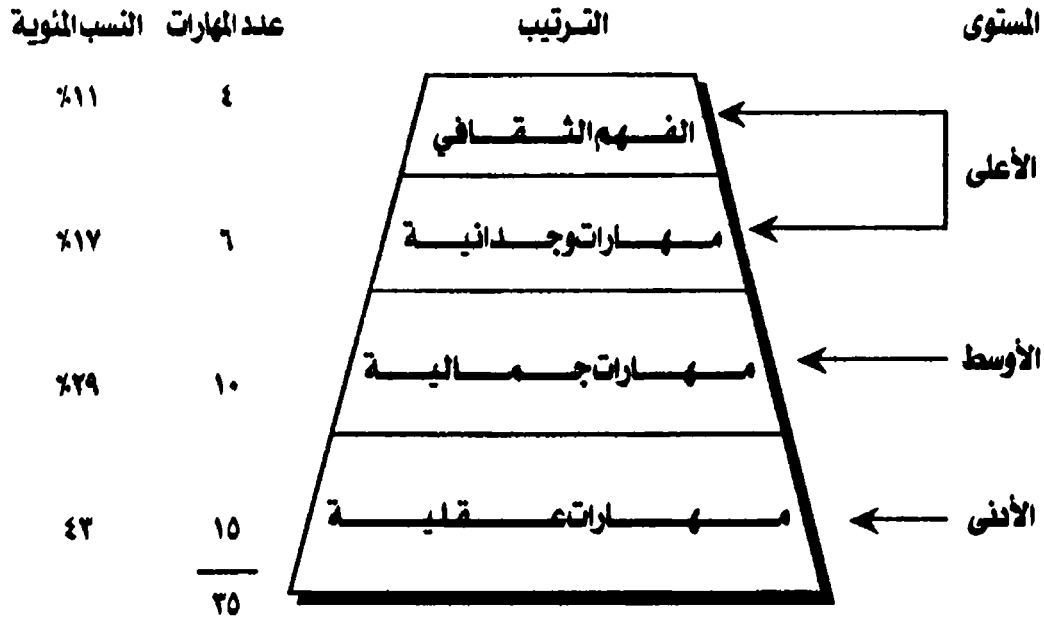 المستوى الترتيب عدد المهارات النسب المئوية
الأعلى
الفهم الثقافي ٤ ١١٪
مهارات وجدانية ٦ ١٧٪
الأوسط مهارات جمالية ١٠ ٢٩٪
الأدنى مهارات عقلية ١٥ ٤٣
٣٥